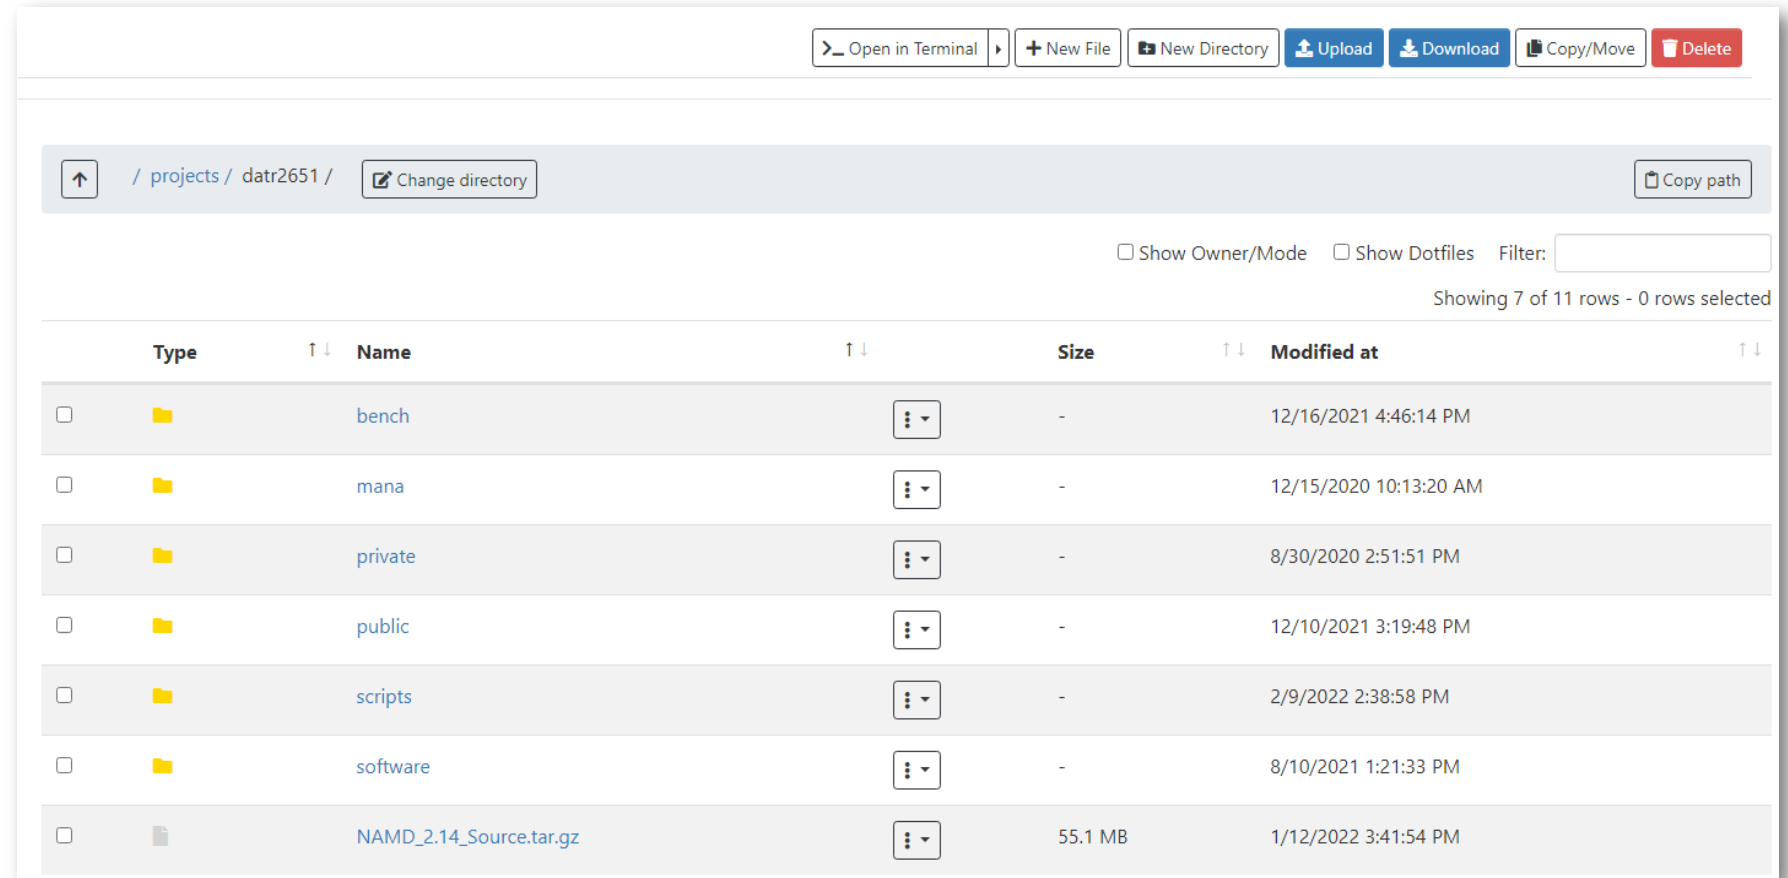 Open in Terminal New File New Directory Upload Download Copy/Move Delete
/ projects / datr2651 / Change directory Copy path
Show Owner/Mode Show Dotfiles Filter:
Showing 7 of 11 rows - 0 rows selected
Type Name Size Modified at
bench - 12/16/2021 4:46:14 PM
mana - 12/15/2020 10:13:20 AM
private - 8/30/2020 2:51:51 PM
public - 12/10/2021 3:19:48 PM
scripts - 2/9/2022 2:38:58 PM
software - 8/10/2021 1:21:33 PM
NAMD_2.14_Source.tar.gz 55.1 MB 1/12/2022 3:41:54 PM